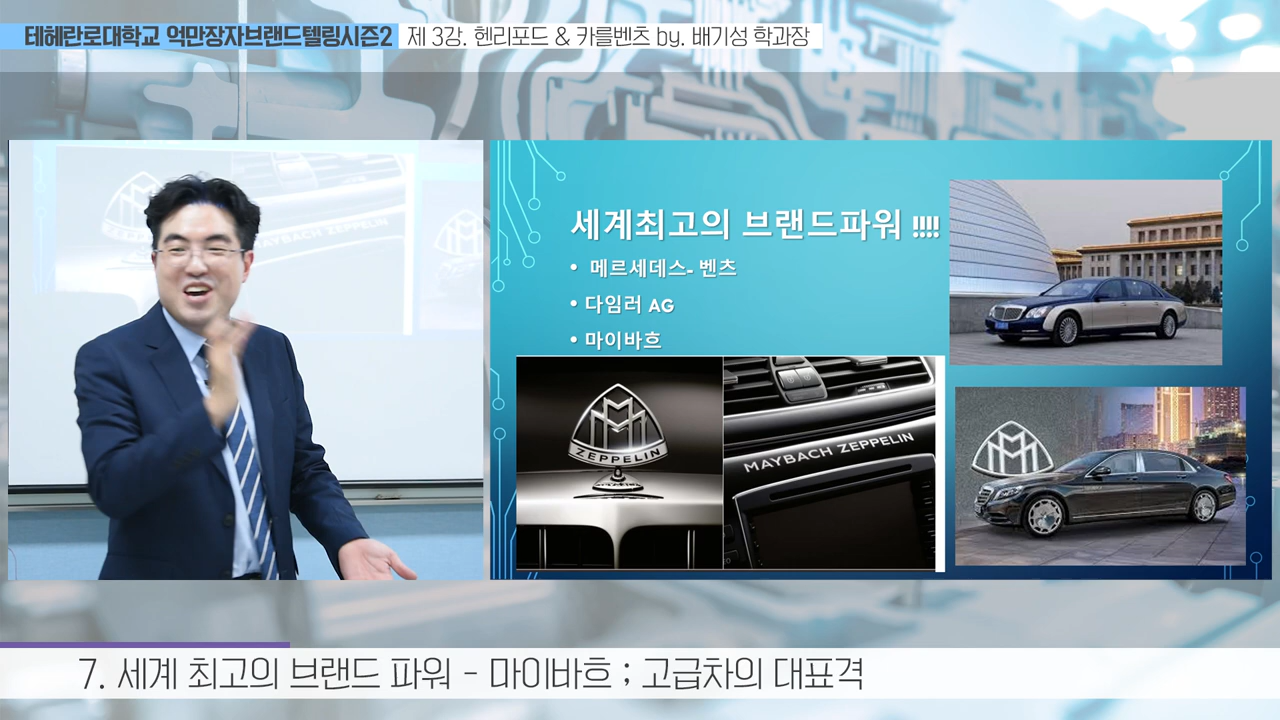 테헤란로대학교 억만장자브랜드텔링시즌2 제 3강. 헨리포드 & 카를벤츠 by. 배기성 학과장
세계최고의 브랜드파워 !!!!
• 메르세데스- 벤츠
• 다임러 AG
• 마이바흐
ZEPPELIN
MAYBACH ZEPPELIN
MAYBACH ZEPPELIN
7. 세계 최고의 브랜드 파워 - 마이바흐 ; 고급차의 대표격